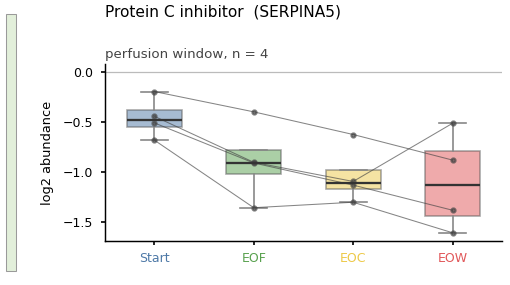 Protein C inhibitor (SERPINA5)
perfusion window, n = 4
log2 abundance
0.0
−0.5
−1.0
−1.5
Start EOF EOC EOW